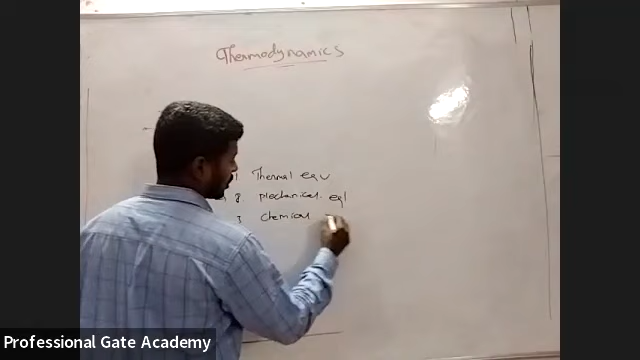 Thermodynamics
1 Thermal equ
2. Mechanical eql
3 Chemical
Professional Gate Academy